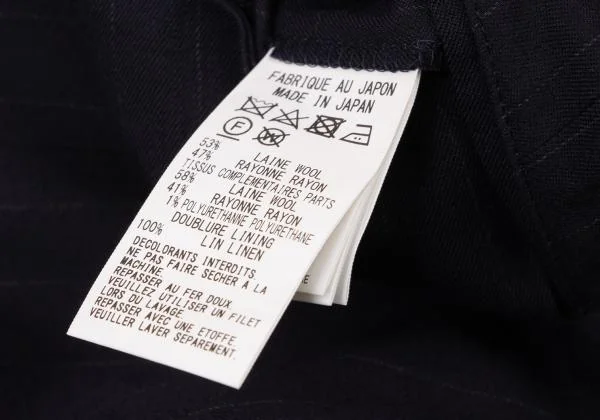 FABRIQUE AU JAPON
MADE IN JAPAN
53% LAINE WOOL
47% RAYONNE RAYON
TISSUS COMPLEMENTAIRES PARTS
58% LAINE WOOL
41% RAYONNE RAYON
1% POLYURETHANNE POLYURETHANE
DOUBLURE LINING
100% LIN LINEN
DECOLORANTS INTERDITS
NE PAS FAIRE SECHER A LA
MACHINE.
REPASSER AU FER DOUX.
VEUILLEZ UTILISER UN FILET
LORS DU LAVAGE.
REPASSER AVEC UNE ETOFFE.
VEUILLER LAVER SEPAREMENT.